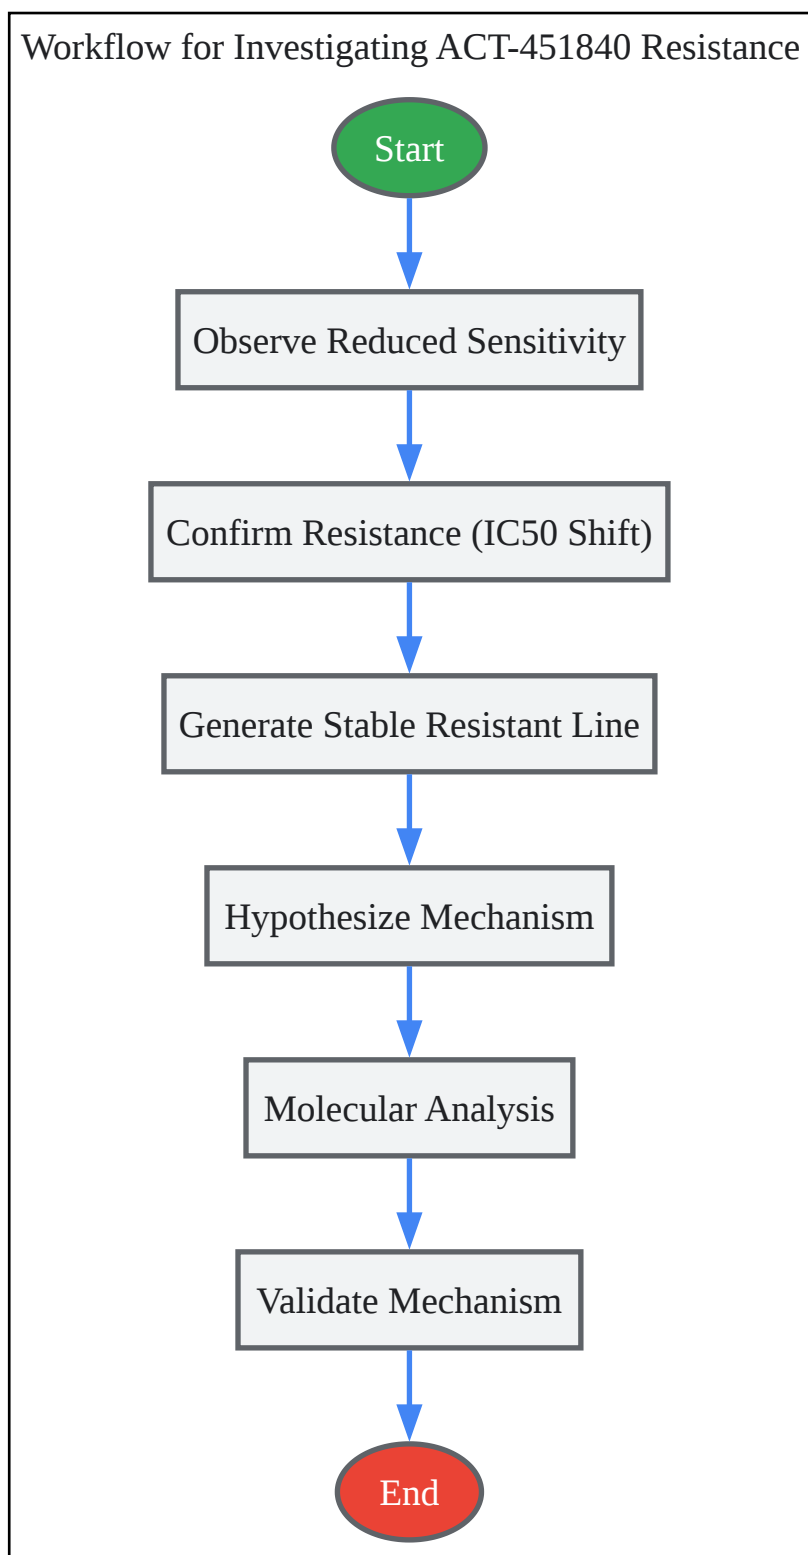 Workflow for Investigating ACT-451840 Resistance
Start
Observe Reduced Sensitivity
Confirm Resistance (IC50 Shift)
Generate Stable Resistant Line
Hypothesize Mechanism
Molecular Analysis
Validate Mechanism
End